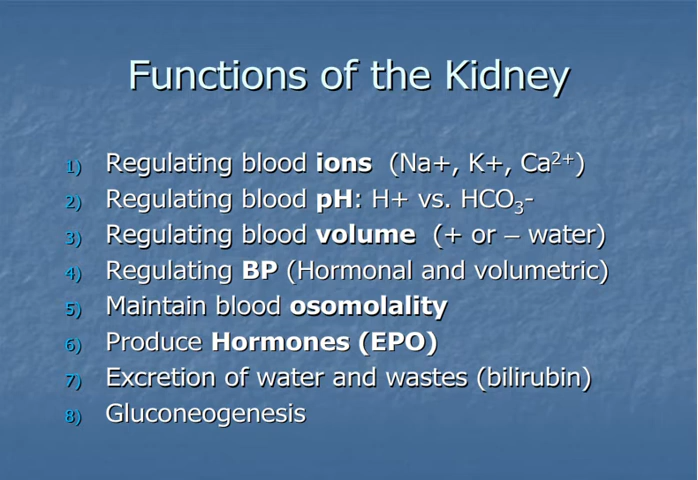 Functions of the Kidney
1) Regulating blood ions (Na+, K+, Ca²⁺)
2) Regulating blood pH: H+ vs. HCO₃-
3) Regulating blood volume (+ or – water)
4) Regulating BP (Hormonal and volumetric)
5) Maintain blood osomolality
6) Produce Hormones (EPO)
7) Excretion of water and wastes (bilirubin)
8) Gluconeogenesis